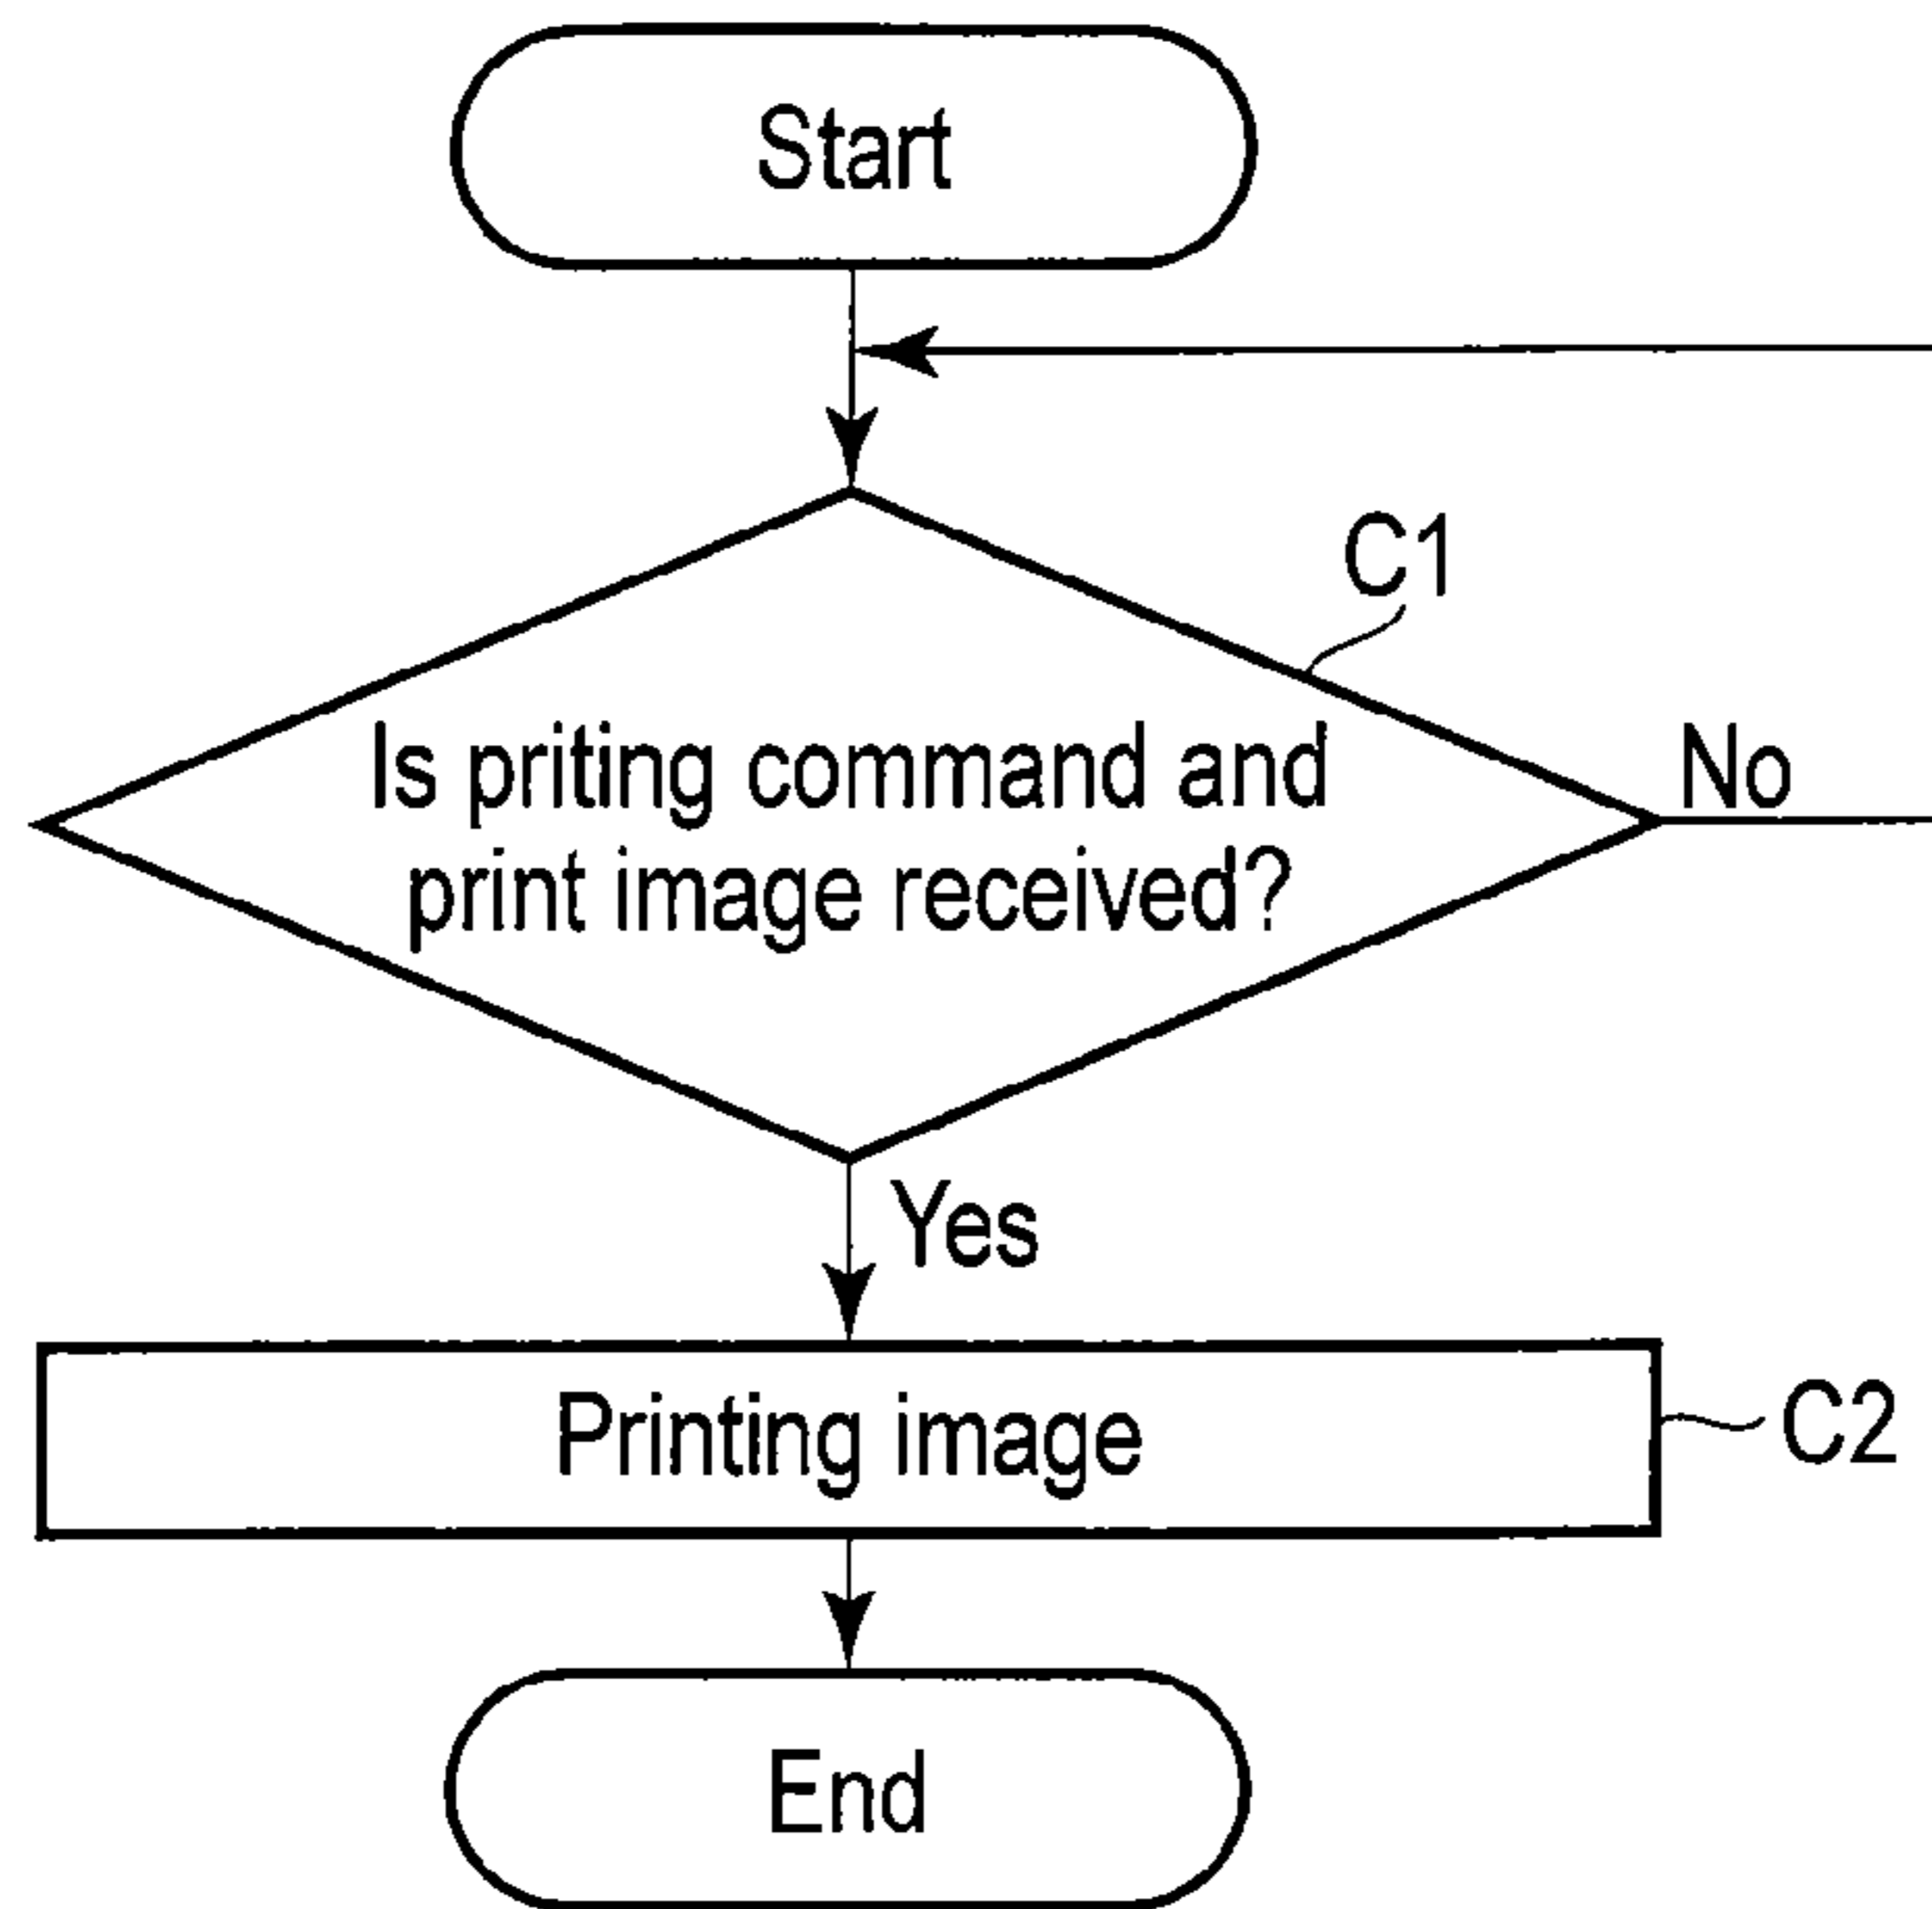 Start
C1
Is priting command and
print image received?
No
Yes
Printing image
C2
End